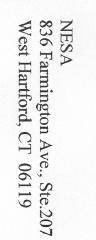 NESA
836 Farmington Ave., Ste.207
West Hartford, CT  06119